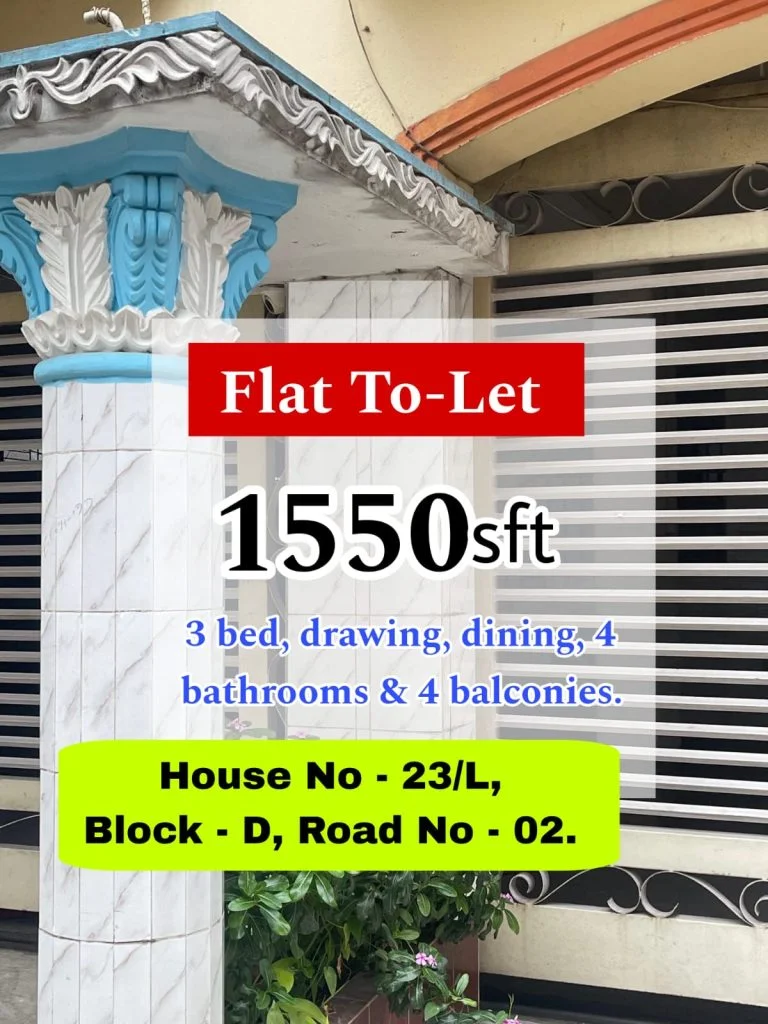 Flat To-Let
1550sft
3 bed, drawing, dining, 4
bathrooms & 4 balconies.
House No - 23/L,
Block - D, Road No - 02.